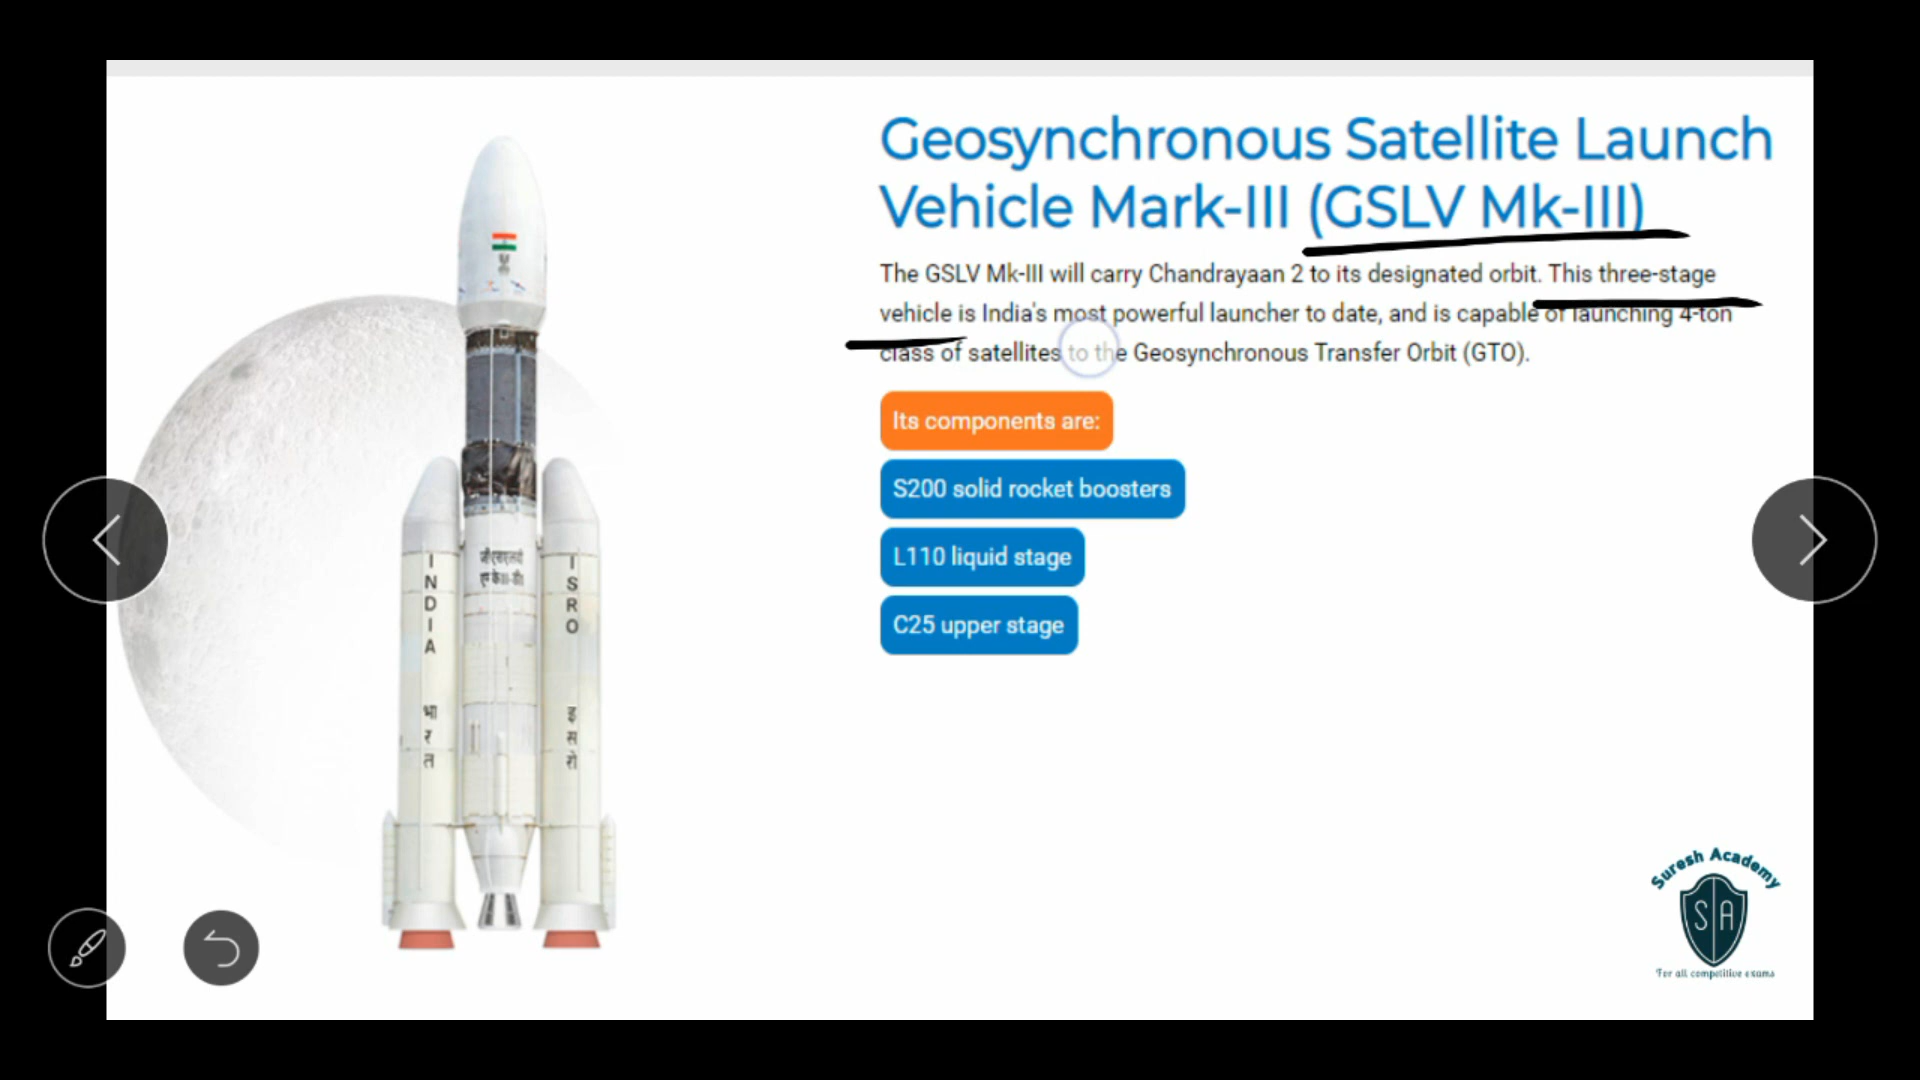 Geosynchronous Satellite Launch
Vehicle Mark-III (GSLV Mk-III)
The GSLV Mk-III will carry Chandrayaan 2 to its designated orbit. This three-stage
vehicle is India's most powerful launcher to date, and is capable of launching 4-ton
class of satellites to the Geosynchronous Transfer Orbit (GTO).
Its components are:
S200 solid rocket boosters
L110 liquid stage
C25 upper stage
INDIA
भारत
जीएसएलवी
ISRO
इसरो
Suresh Academy
SA
For all competitive exams